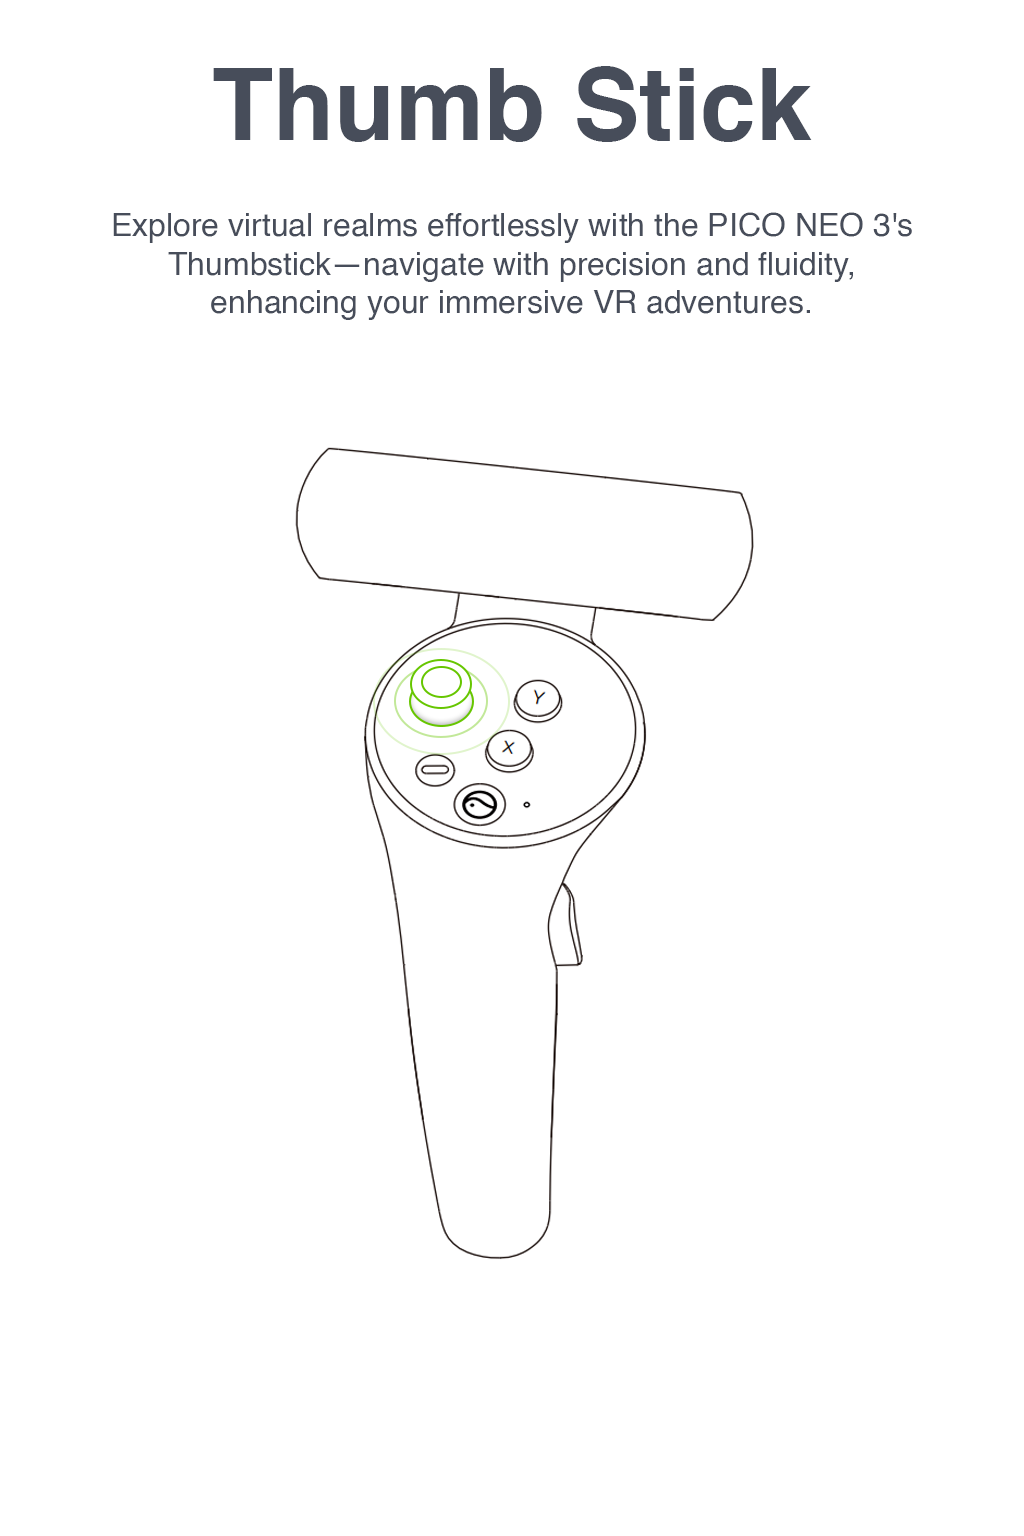 Thumb Stick
Explore virtual realms effortlessly with the PICO NEO 3's
Thumbstick—navigate with precision and fluidity,
enhancing your immersive VR adventures.
Y
X